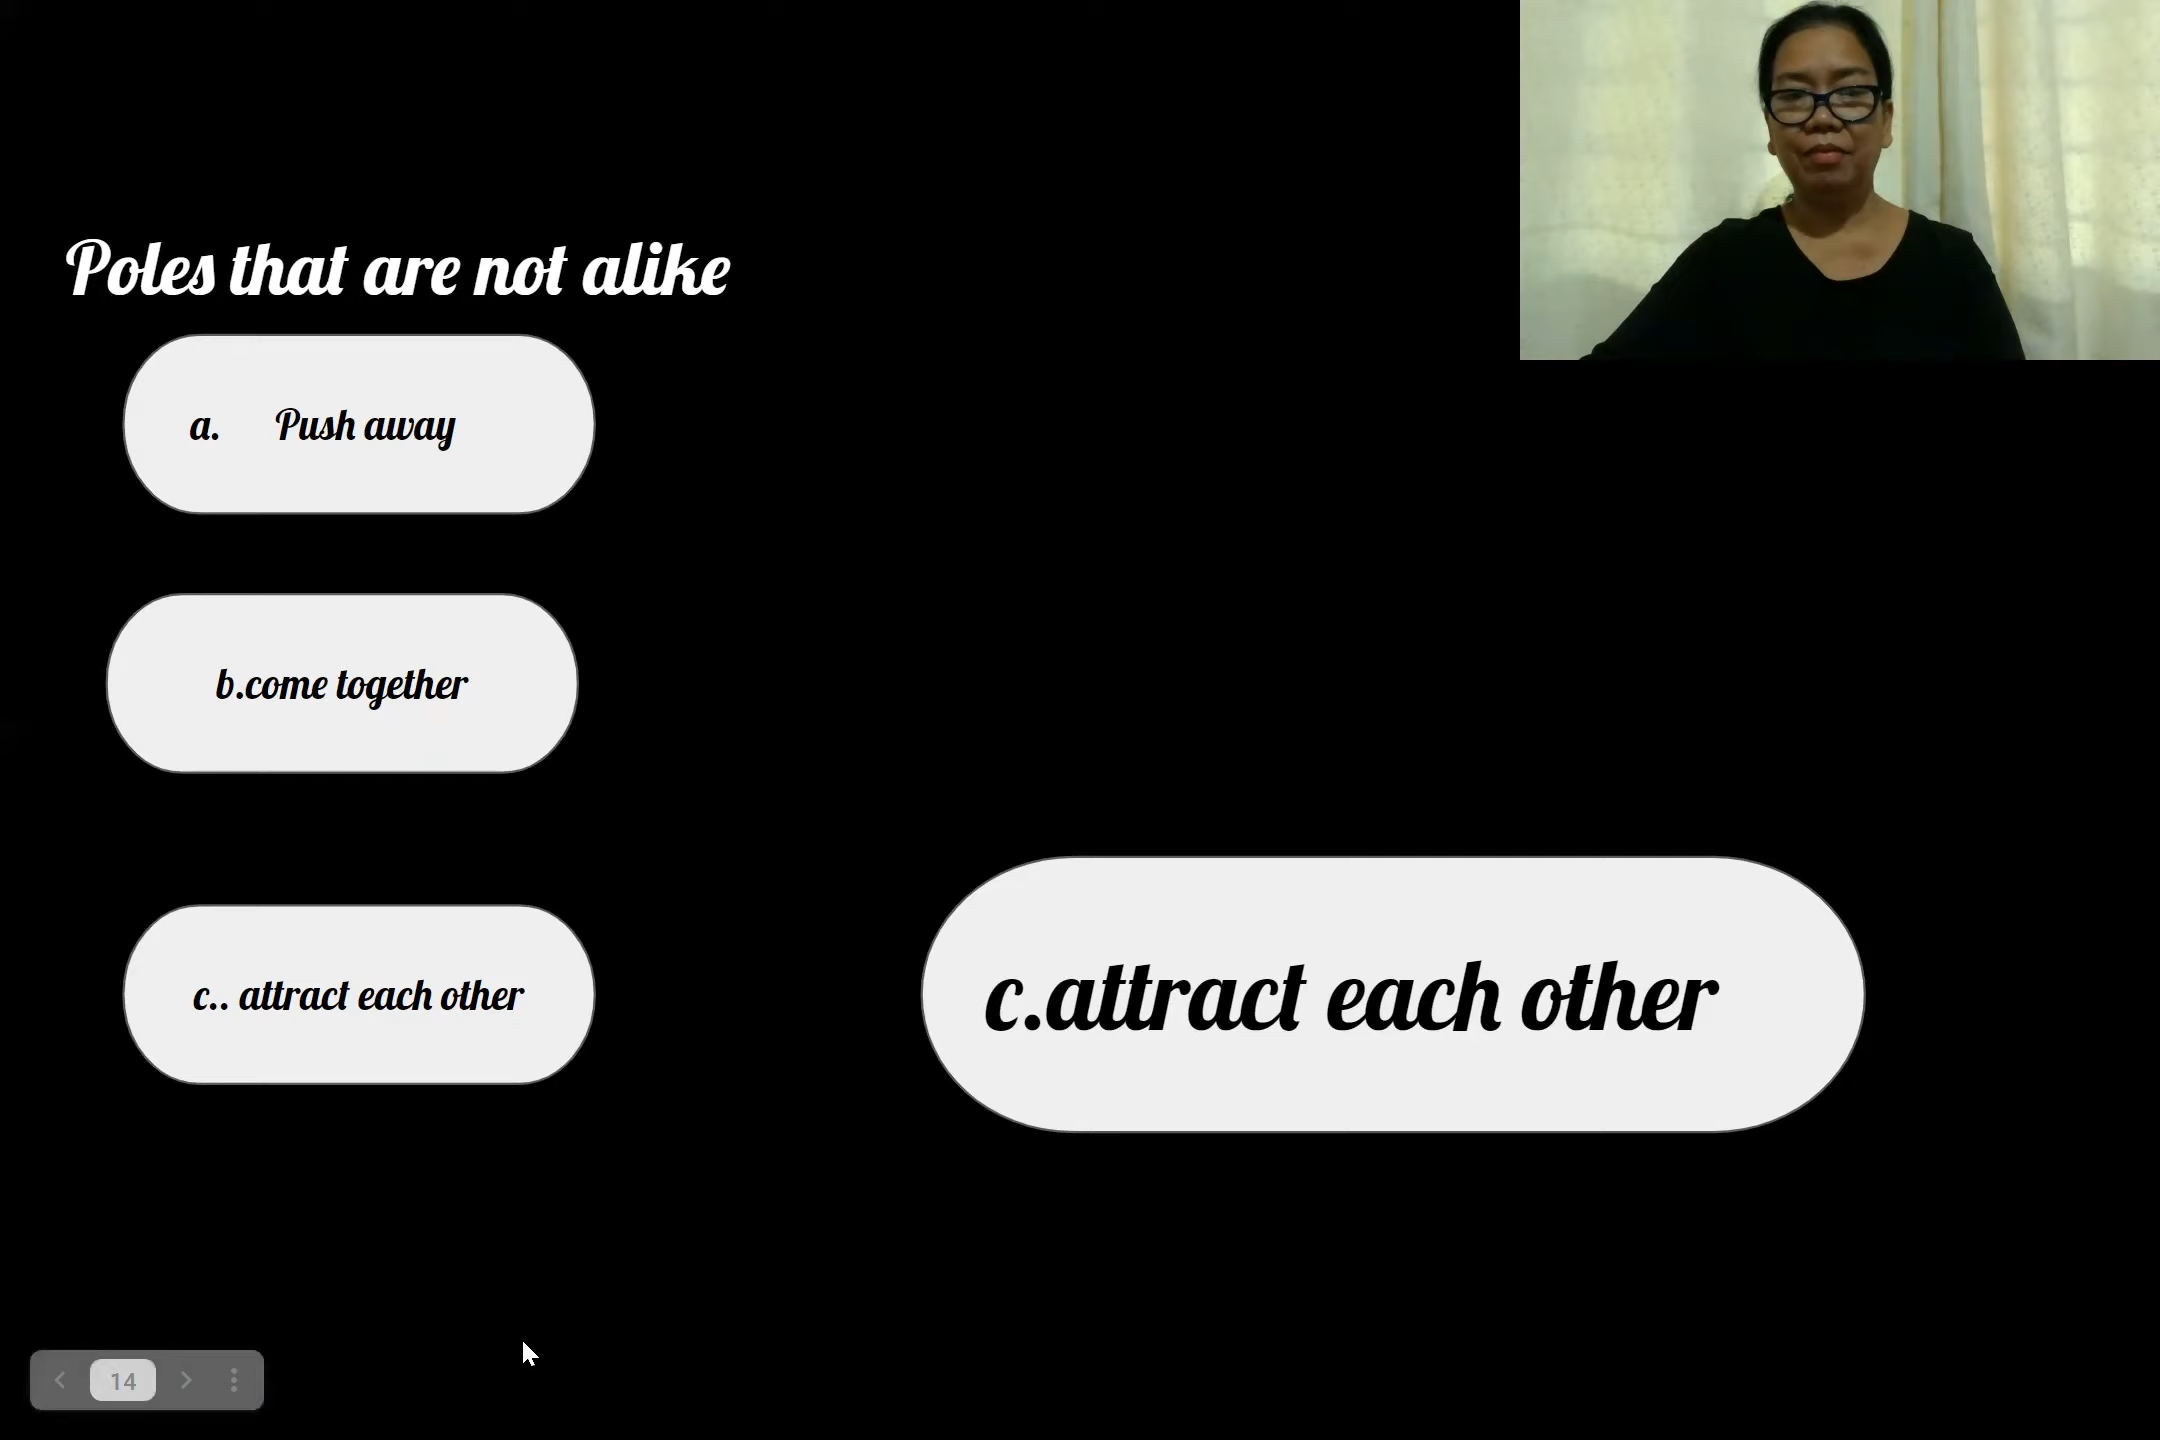 Poles that are not alike
a. Push away
b.come together
c.. attract each other
c.attract each other
14